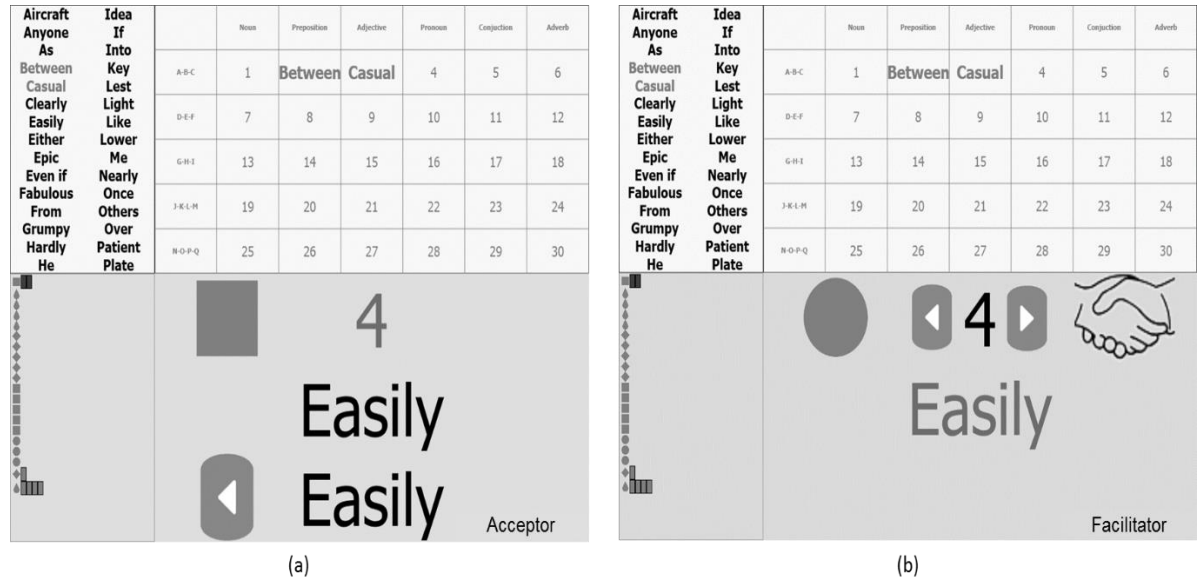 Aircraft Idea
Anyone If
As Into
Between Key
Casual Lest
Clearly Light
Easily Like
Either Lower
Epic Me
Even if Nearly
Fabulous Once
From Others
Grumpy Over
Hardly Patient
He Plate
Noun Preposition Adjective Pronoun Conjuction Adverb
A-B-C 1 Between Casual 4 5 6
D-E-F 7 8 9 10 11 12
G-H-I 13 14 15 16 17 18
J-K-L-M 19 20 21 22 23 24
N-O-P-Q 25 26 27 28 29 30
4
Easily
Easily
Acceptor
(a)
Aircraft Idea
Anyone If
As Into
Between Key
Casual Lest
Clearly Light
Easily Like
Either Lower
Epic Me
Even if Nearly
Fabulous Once
From Others
Grumpy Over
Hardly Patient
He Plate
Noun Preposition Adjective Pronoun Conjuction Adverb
A-B-C 1 Between Casual 4 5 6
D-E-F 7 8 9 10 11 12
G-H-I 13 14 15 16 17 18
J-K-L-M 19 20 21 22 23 24
N-O-P-Q 25 26 27 28 29 30
4
Easily
Facilitator
(b)